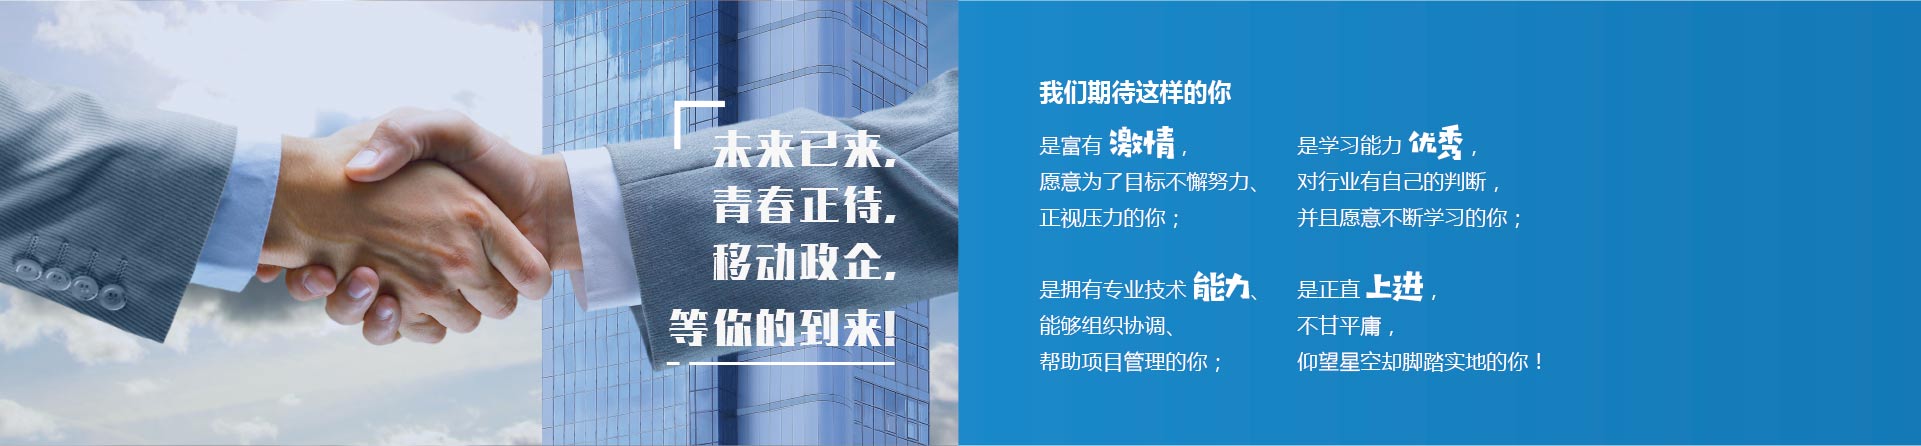 未来已来,
青春正待,
移动政企,
等你的到来!
我们期待这样的你
是富有 激情，
愿意为了目标不懈努力、
正视压力的你；
是学习能力 优秀，
对行业有自己的判断，
并且愿意不断学习的你；
是拥有专业技术 能力、
能够组织协调、
帮助项目管理的你；
是正直 上进，
不甘平庸，
仰望星空却脚踏实地的你！